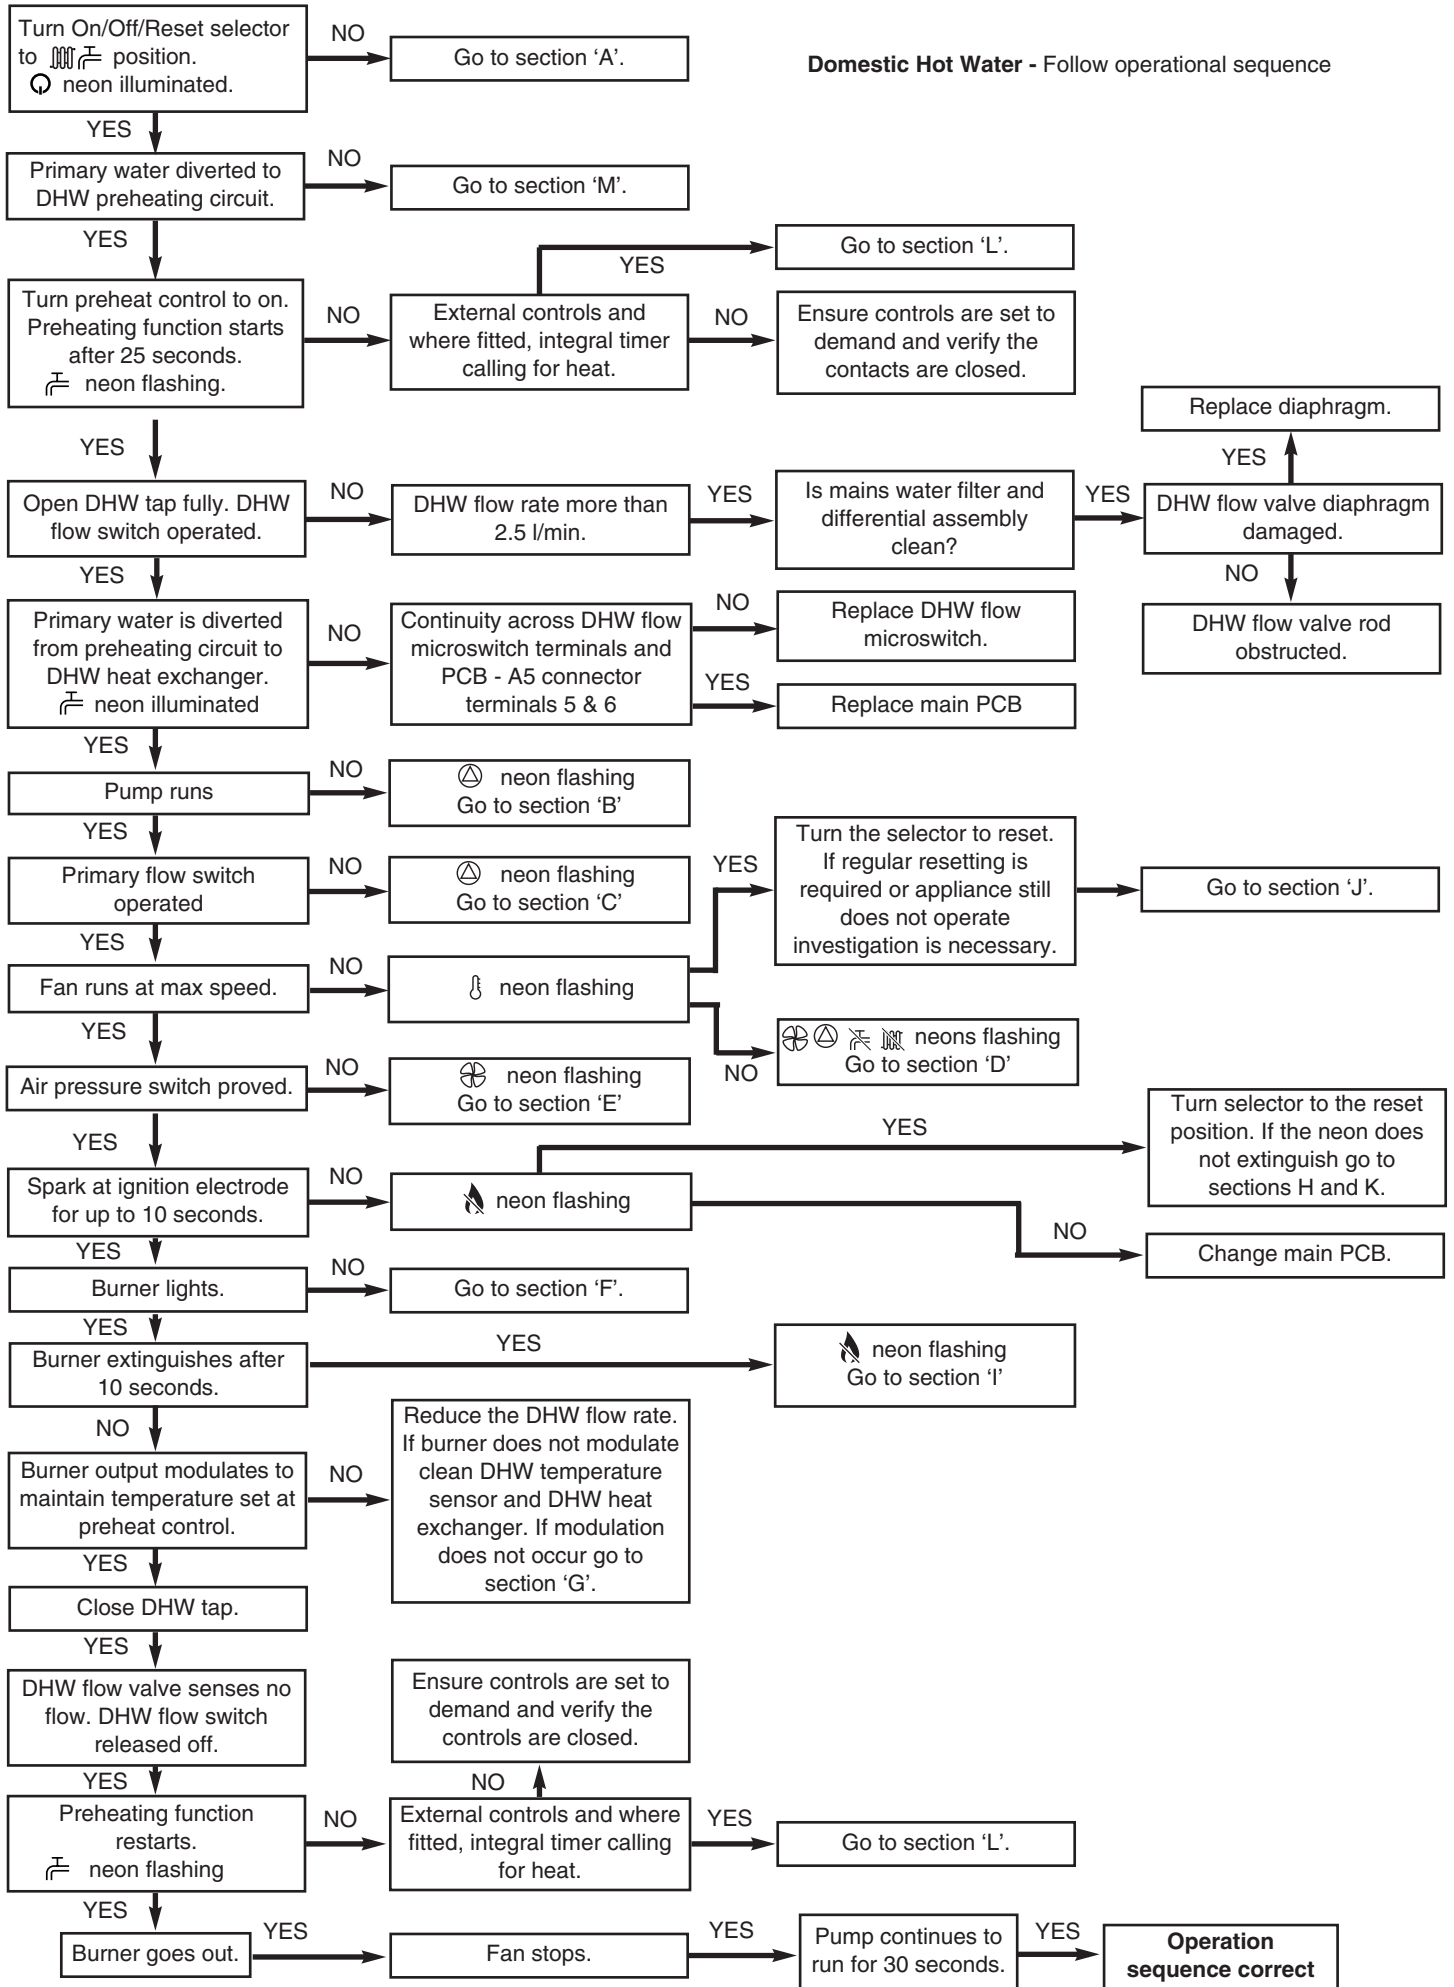 Domestic Hot Water - Follow operational sequence
Turn On/Off/Reset selector
to position.
neon illuminated.
NO
Go to section ‘A’.
YES
Primary water diverted to
DHW preheating circuit.
NO
Go to section ‘M’.
YES
Turn preheat control to on.
Preheating function starts
after 25 seconds.
neon flashing.
NO
External controls and
where fitted, integral timer
calling for heat.
YES
Go to section ‘L’.
NO
Ensure controls are set to
demand and verify the
contacts are closed.
YES
Open DHW tap fully. DHW
flow switch operated.
NO
DHW flow rate more than
2.5 l/min.
YES
Is mains water filter and
differential assembly
clean?
YES
DHW flow valve diaphragm
damaged.
YES
Replace diaphragm.
NO
DHW flow valve rod
obstructed.
YES
Primary water is diverted
from preheating circuit to
DHW heat exchanger.
neon illuminated
NO
Continuity across DHW flow
microswitch terminals and
PCB - A5 connector
terminals 5 & 6
NO
Replace DHW flow
microswitch.
YES
Replace main PCB
YES
Pump runs
NO
neon flashing
Go to section ‘B’
YES
Primary flow switch
operated
NO
neon flashing
Go to section ‘C’
YES
Fan runs at max speed.
NO
neon flashing
YES
Turn the selector to reset.
If regular resetting is
required or appliance still
does not operate
investigation is necessary.
Go to section ‘J’.
NO
neons flashing
Go to section ‘D’
YES
Air pressure switch proved.
NO
neon flashing
Go to section ‘E’
YES
Spark at ignition electrode
for up to 10 seconds.
NO
neon flashing
YES
Turn selector to the reset
position. If the neon does
not extinguish go to
sections H and K.
NO
Change main PCB.
YES
Burner lights.
NO
Go to section ‘F’.
YES
Burner extinguishes after
10 seconds.
YES
neon flashing
Go to section ‘I’
NO
Burner output modulates to
maintain temperature set at
preheat control.
NO
Reduce the DHW flow rate.
If burner does not modulate
clean DHW temperature
sensor and DHW heat
exchanger. If modulation
does not occur go to
section ‘G’.
YES
Close DHW tap.
YES
DHW flow valve senses no
flow. DHW flow switch
released off.
YES
Preheating function
restarts.
neon flashing
NO
External controls and where
fitted, integral timer calling
for heat.
NO
Ensure controls are set to
demand and verify the
controls are closed.
YES
Go to section ‘L’.
YES
Burner goes out.
YES
Fan stops.
YES
Pump continues to
run for 30 seconds.
YES
Operation
sequence correct